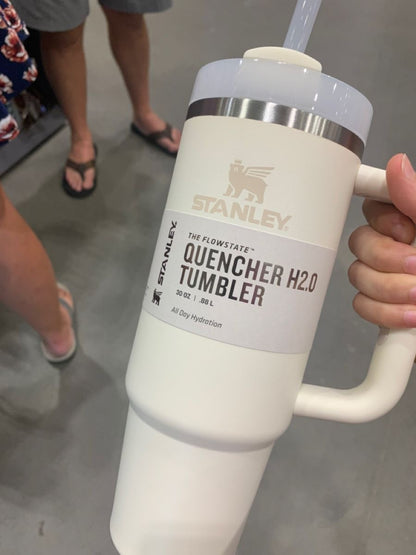 STANLEY®
STANLEY
THE FLOWSTATE™
QUENCHER H2.0
TUMBLER
30 OZ | .88 L
All Day Hydration